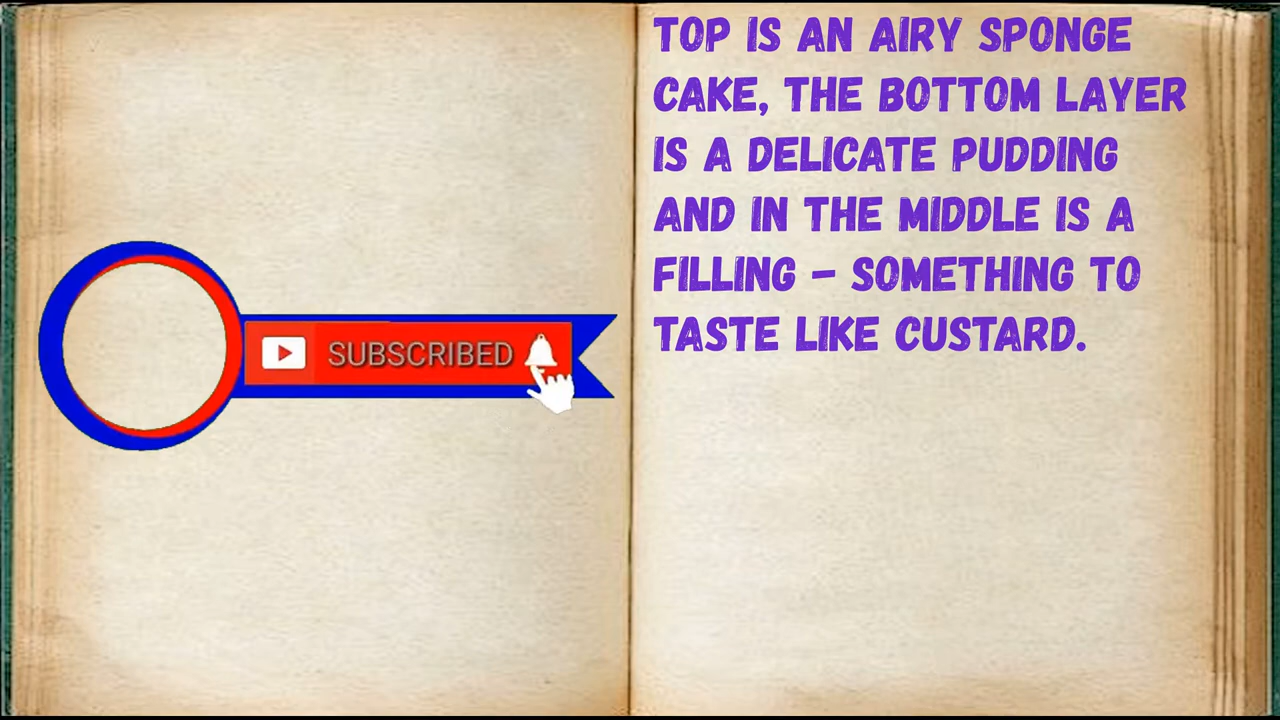 SUBSCRIBED
TOP IS AN AIRY SPONGE
CAKE, THE BOTTOM LAYER
IS A DELICATE PUDDING
AND IN THE MIDDLE IS A
FILLING – SOMETHING TO
TASTE LIKE CUSTARD.